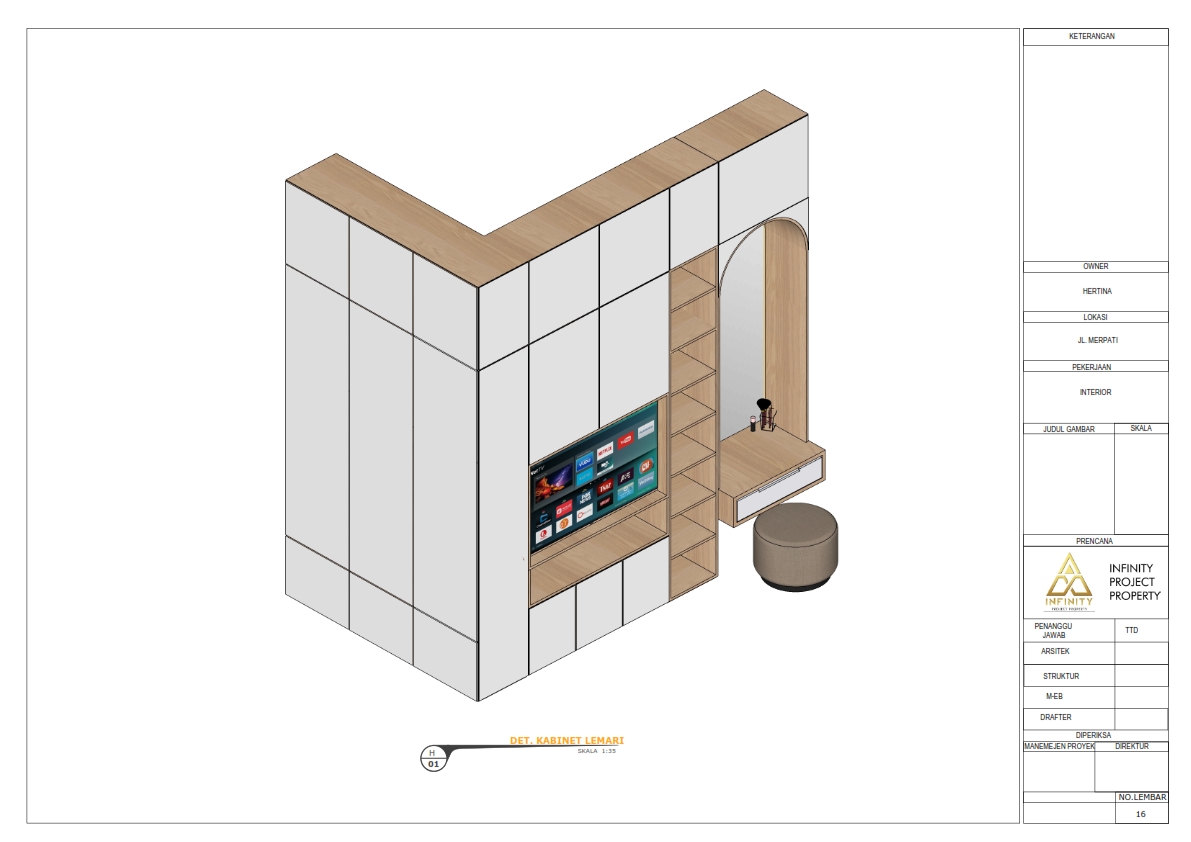 KETERANGAN
OWNER
HERTINA
LOKASI
JL. MERPATI
PEKERJAAN
INTERIOR
JUDUL GAMBAR SKALA
PRENCANA
INFINITY
PROJECT PROPERTY
INFINITY
PROJECT
PROPERTY
PENANGGU
JAWAB
TTD
ARSITEK
STRUKTUR
M-EB
DRAFTER
DIPERIKSA
MANEMEJEN PROYEK DIREKTUR
NO.LEMBAR
16
DET. KABINET LEMARI
SKALA 1:35
H
01
VUDU
NETFLIX